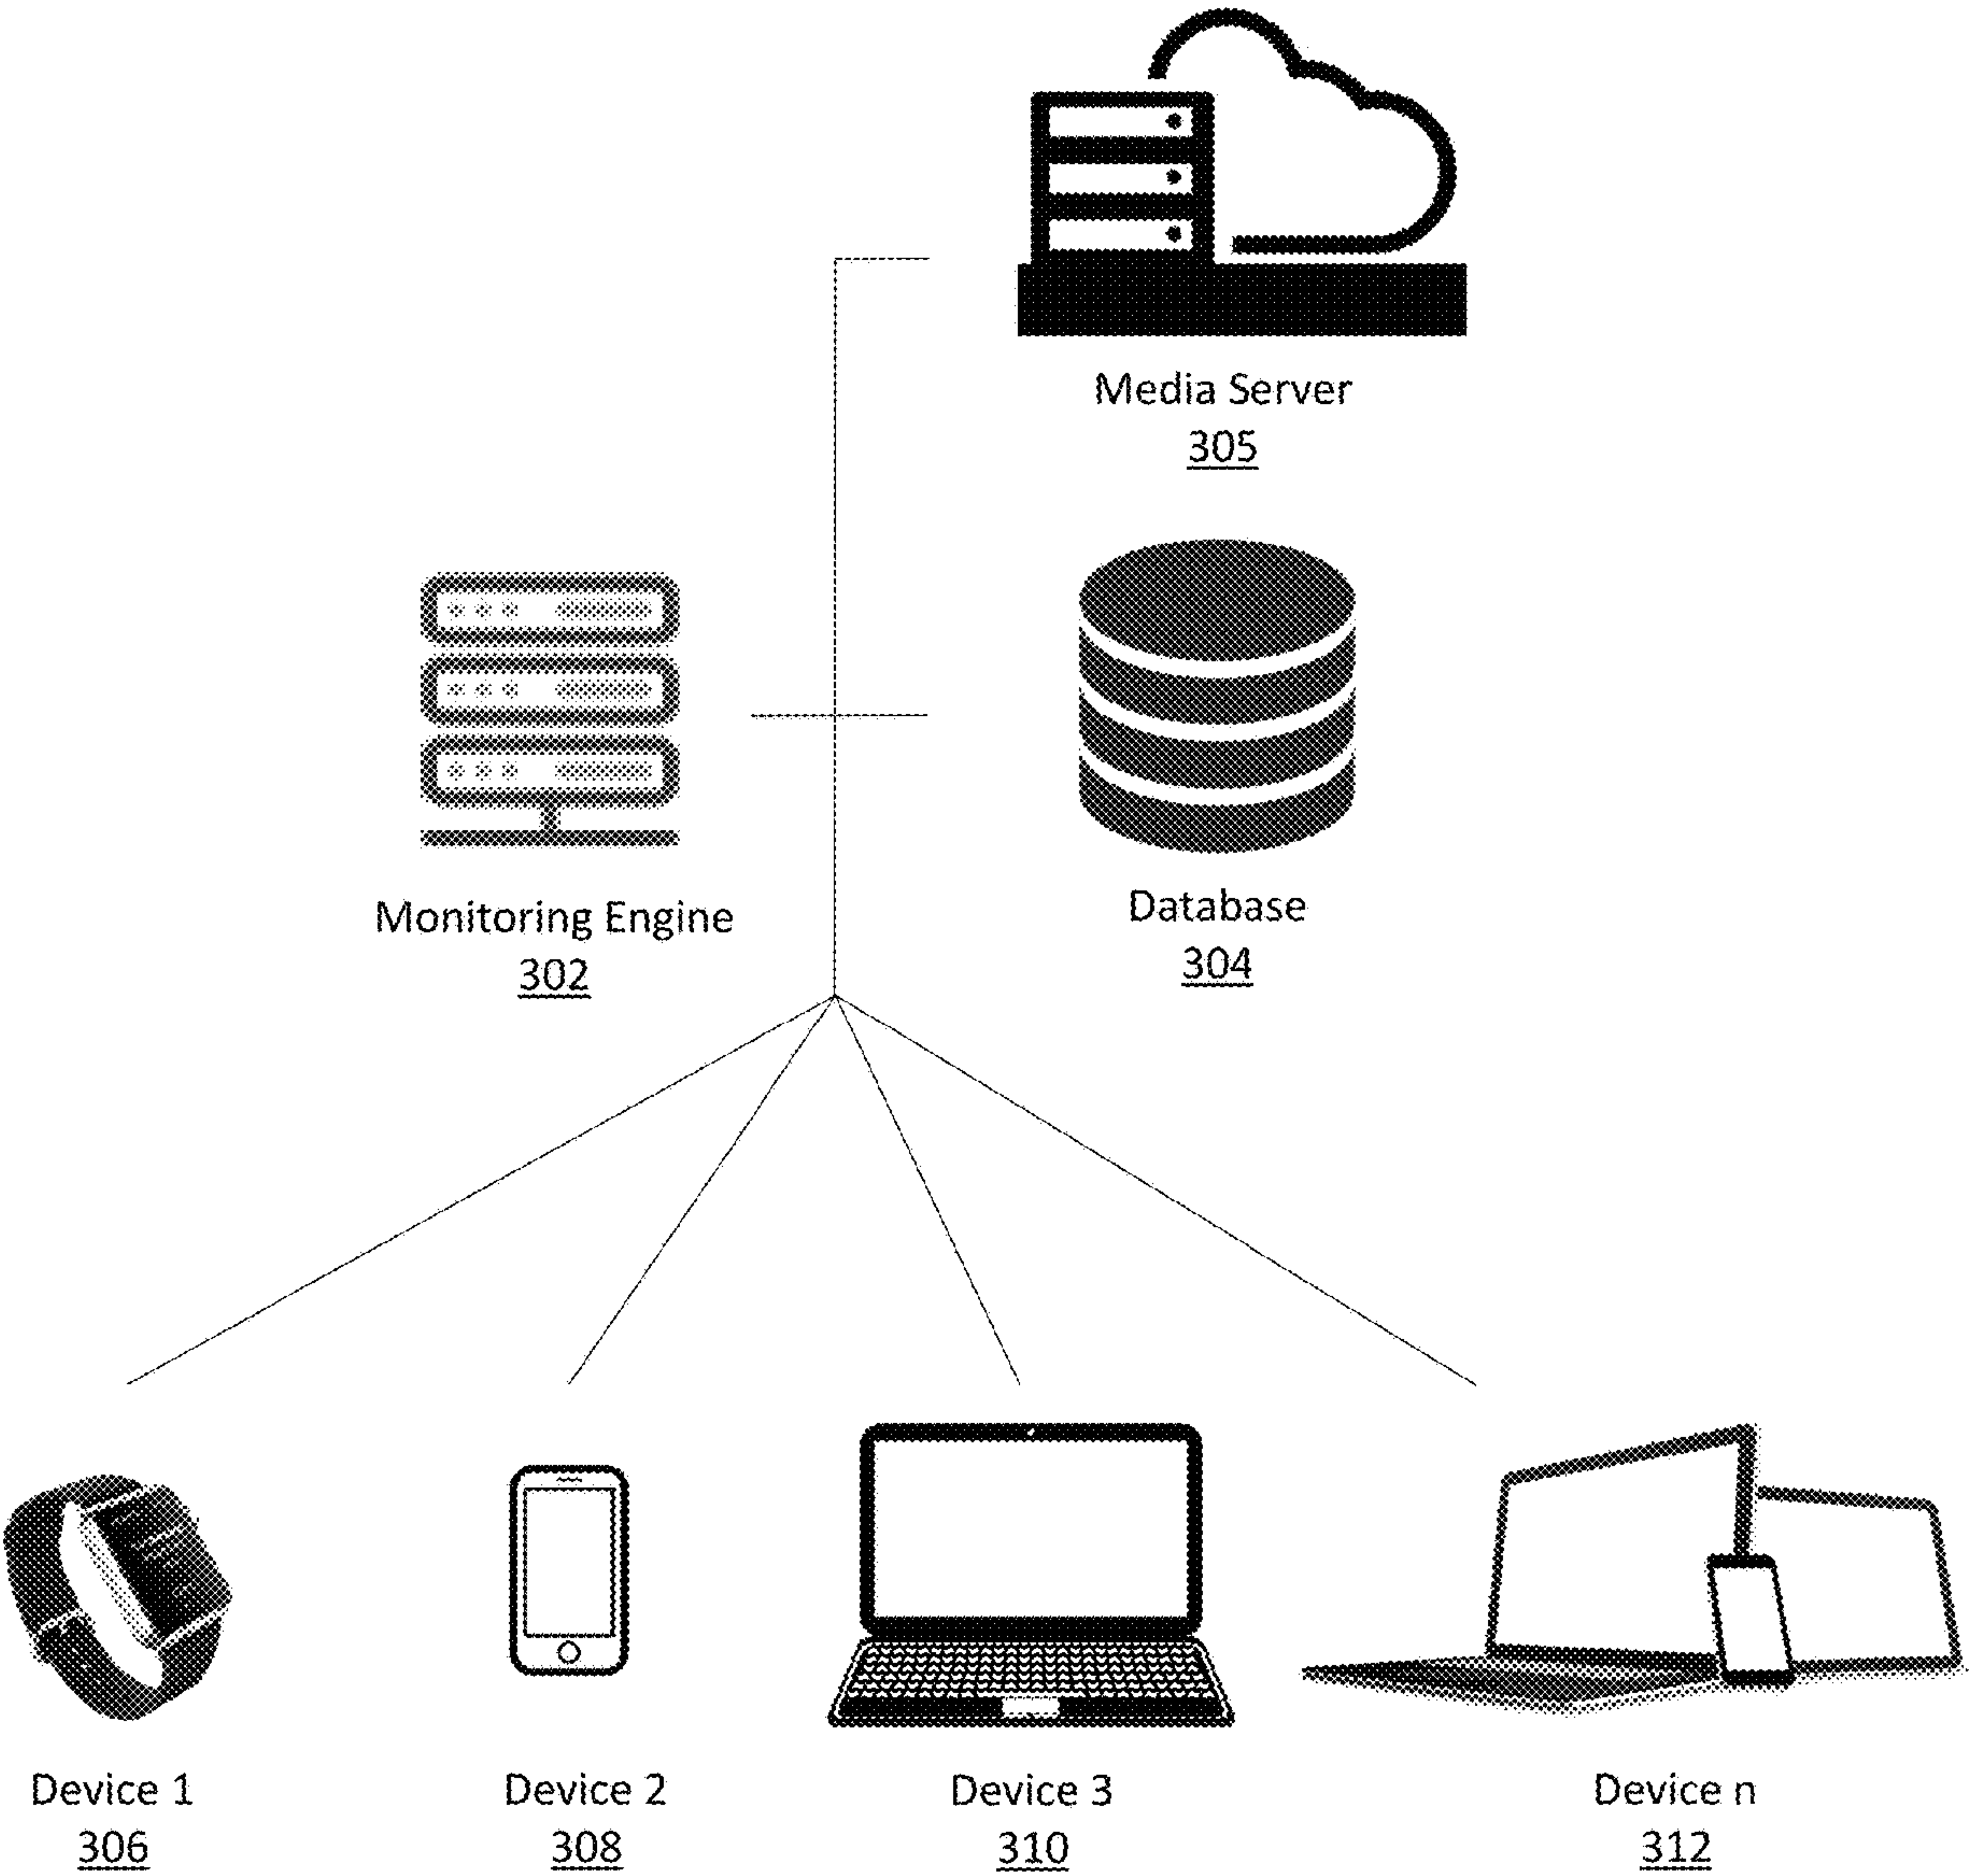 Media Server
305
Monitoring Engine
302
Database
304
Device 1
306
Device 2
308
Device 3
310
Device n
312